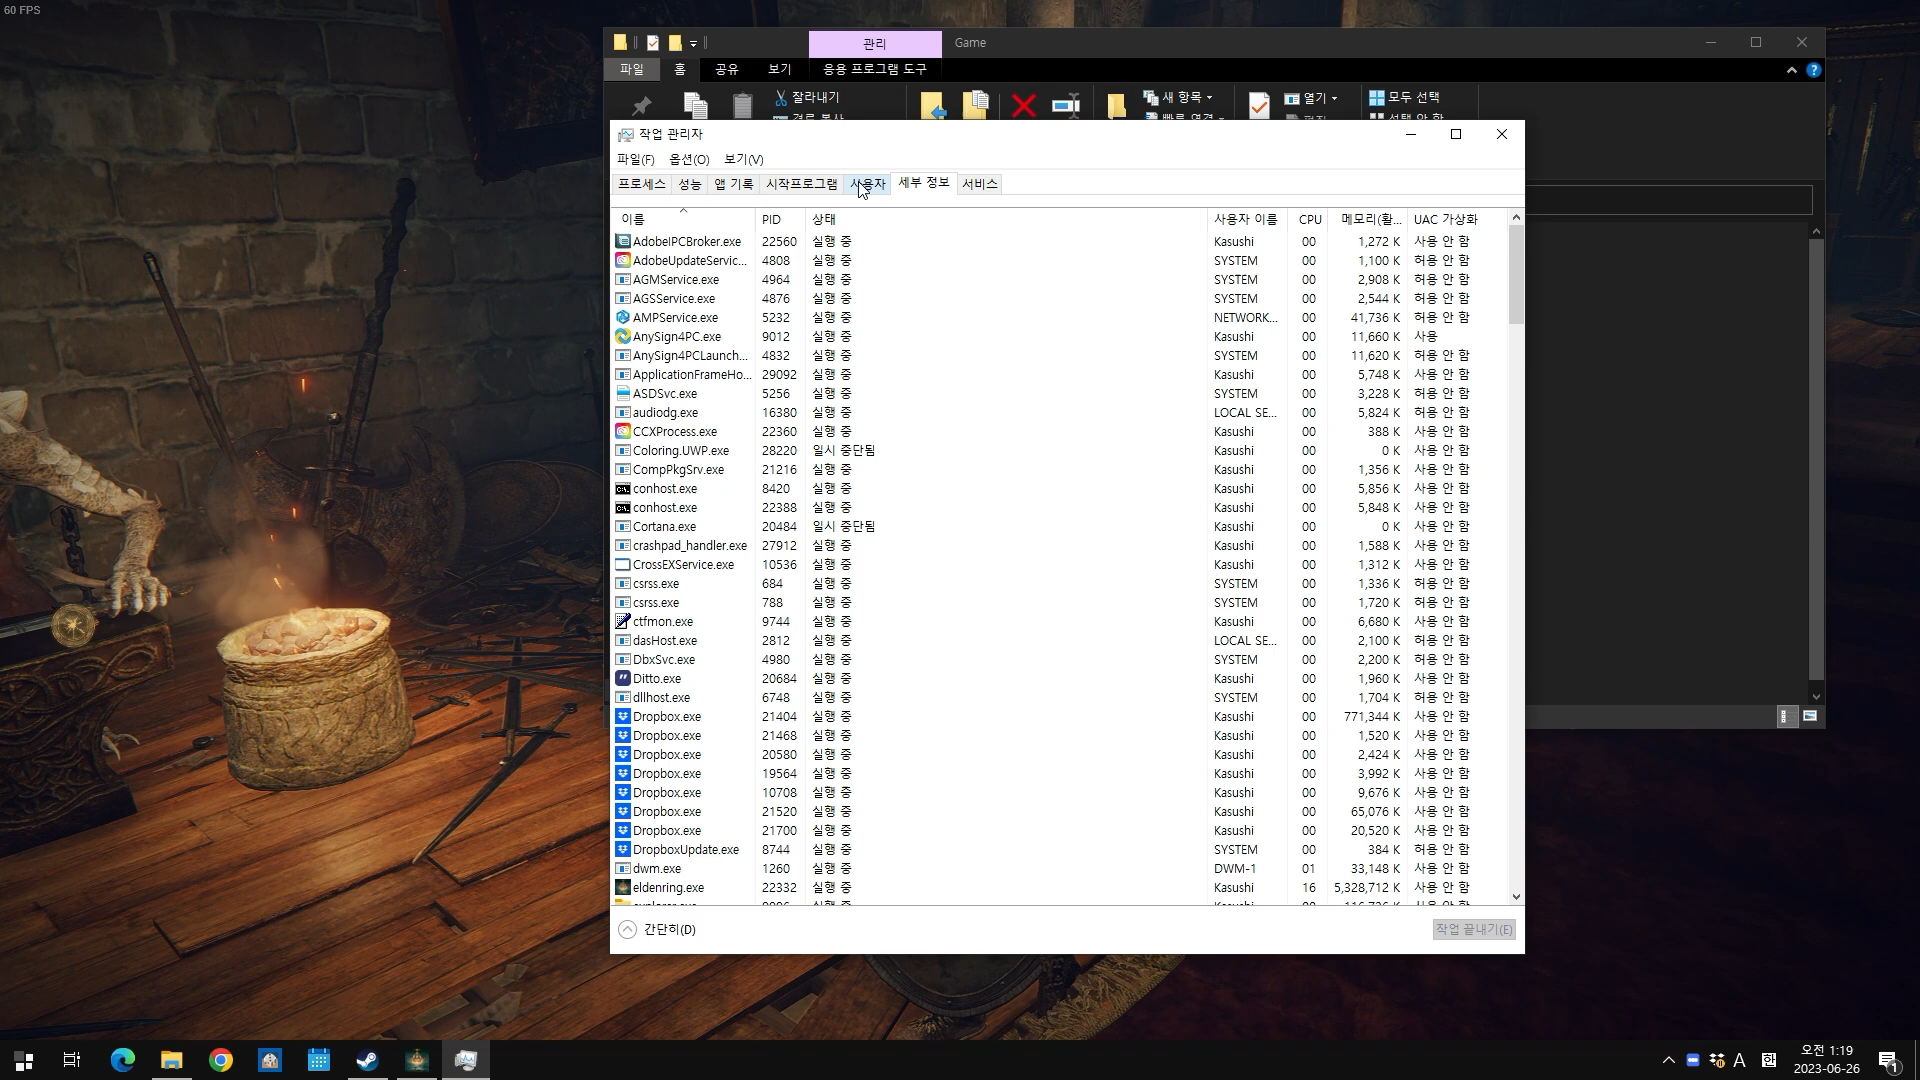 60 FPS
관리
Game
파일
홈
공유
보기
응용 프로그램 도구
잘라내기
새 항목
열기
모두 선택
작업 관리자
파일(F) 옵션(O) 보기(V)
프로세스 성능 앱 기록 시작프로그램 사용자 세부 정보 서비스
이름 PID 상태 사용자 이름 CPU 메모리(활... UAC 가상화
AdobeIPCBroker.exe 22560 실행 중 Kasushi 00 1,272 K 사용 안 함
AdobeUpdateServic... 4808 실행 중 SYSTEM 00 1,100 K 허용 안 함
AGMService.exe 4964 실행 중 SYSTEM 00 2,908 K 허용 안 함
AGSService.exe 4876 실행 중 SYSTEM 00 2,544 K 허용 안 함
AMPService.exe 5232 실행 중 NETWORK... 00 41,736 K 허용 안 함
AnySign4PC.exe 9012 실행 중 Kasushi 00 11,660 K 사용
AnySign4PCLaunch... 4832 실행 중 SYSTEM 00 11,620 K 허용 안 함
ApplicationFrameHo... 29092 실행 중 Kasushi 00 5,748 K 사용 안 함
ASDSvc.exe 5256 실행 중 SYSTEM 00 3,228 K 허용 안 함
audiodg.exe 16380 실행 중 LOCAL SE... 00 5,824 K 허용 안 함
CCXProcess.exe 22360 실행 중 Kasushi 00 388 K 사용 안 함
Coloring.UWP.exe 28220 일시 중단됨 Kasushi 00 0 K 사용 안 함
CompPkgSrv.exe 21216 실행 중 Kasushi 00 1,356 K 사용 안 함
conhost.exe 8420 실행 중 Kasushi 00 5,856 K 사용 안 함
conhost.exe 22388 실행 중 Kasushi 00 5,848 K 사용 안 함
Cortana.exe 20484 일시 중단됨 Kasushi 00 0 K 사용 안 함
crashpad_handler.exe 27912 실행 중 Kasushi 00 1,588 K 사용 안 함
CrossEXService.exe 10536 실행 중 Kasushi 00 1,312 K 사용 안 함
csrss.exe 684 실행 중 SYSTEM 00 1,336 K 허용 안 함
csrss.exe 788 실행 중 SYSTEM 00 1,720 K 허용 안 함
ctfmon.exe 9744 실행 중 Kasushi 00 6,680 K 사용 안 함
dasHost.exe 2812 실행 중 LOCAL SE... 00 2,100 K 허용 안 함
DbxSvc.exe 4980 실행 중 SYSTEM 00 2,200 K 허용 안 함
Ditto.exe 20684 실행 중 Kasushi 00 1,960 K 사용 안 함
dllhost.exe 6748 실행 중 SYSTEM 00 1,704 K 허용 안 함
Dropbox.exe 21404 실행 중 Kasushi 00 771,344 K 사용 안 함
Dropbox.exe 21468 실행 중 Kasushi 00 1,520 K 사용 안 함
Dropbox.exe 20580 실행 중 Kasushi 00 2,424 K 사용 안 함
Dropbox.exe 19564 실행 중 Kasushi 00 3,992 K 사용 안 함
Dropbox.exe 10708 실행 중 Kasushi 00 9,676 K 사용 안 함
Dropbox.exe 21520 실행 중 Kasushi 00 65,076 K 사용 안 함
Dropbox.exe 21700 실행 중 Kasushi 00 20,520 K 사용 안 함
DropboxUpdate.exe 8744 실행 중 SYSTEM 00 384 K 허용 안 함
dwm.exe 1260 실행 중 DWM-1 01 33,148 K 사용 안 함
eldenring.exe 22332 실행 중 Kasushi 16 5,328,712 K 사용 안 함
간단히(D)
작업 끝내기(E)
A 한
오전 1:19
2023-06-26
1